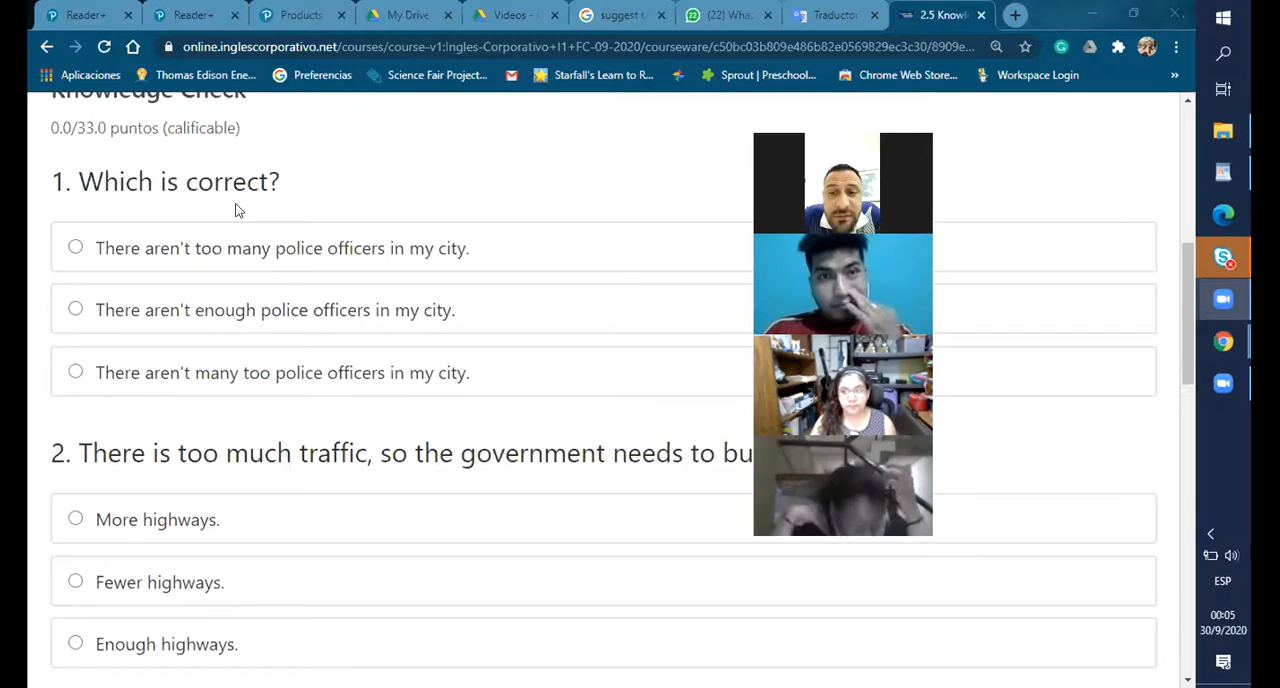 Reader+
Reader+
Products
My Drive
Videos -
suggest
(22) Wha
Traductor
2.5 Knowl
online.inglescorporativo.net/courses/course-v1:Ingles-Corporativo+I1+FC-09-2020/courseware/c50bc03b809e486b82e0569829ec3c30/8909e...
Aplicaciones
Thomas Edison Ene...
Preferencias
Science Fair Project...
Starfall's Learn to R...
Sprout | Preschool...
Chrome Web Store...
Workspace Login
»
Knowledge Check
0.0/33.0 puntos (calificable)
1. Which is correct?
There aren't too many police officers in my city.
There aren't enough police officers in my city.
There aren't many too police officers in my city.
2. There is too much traffic, so the government needs to bu
More highways.
Fewer highways.
Enough highways.
ESP
00:05
30/9/2020